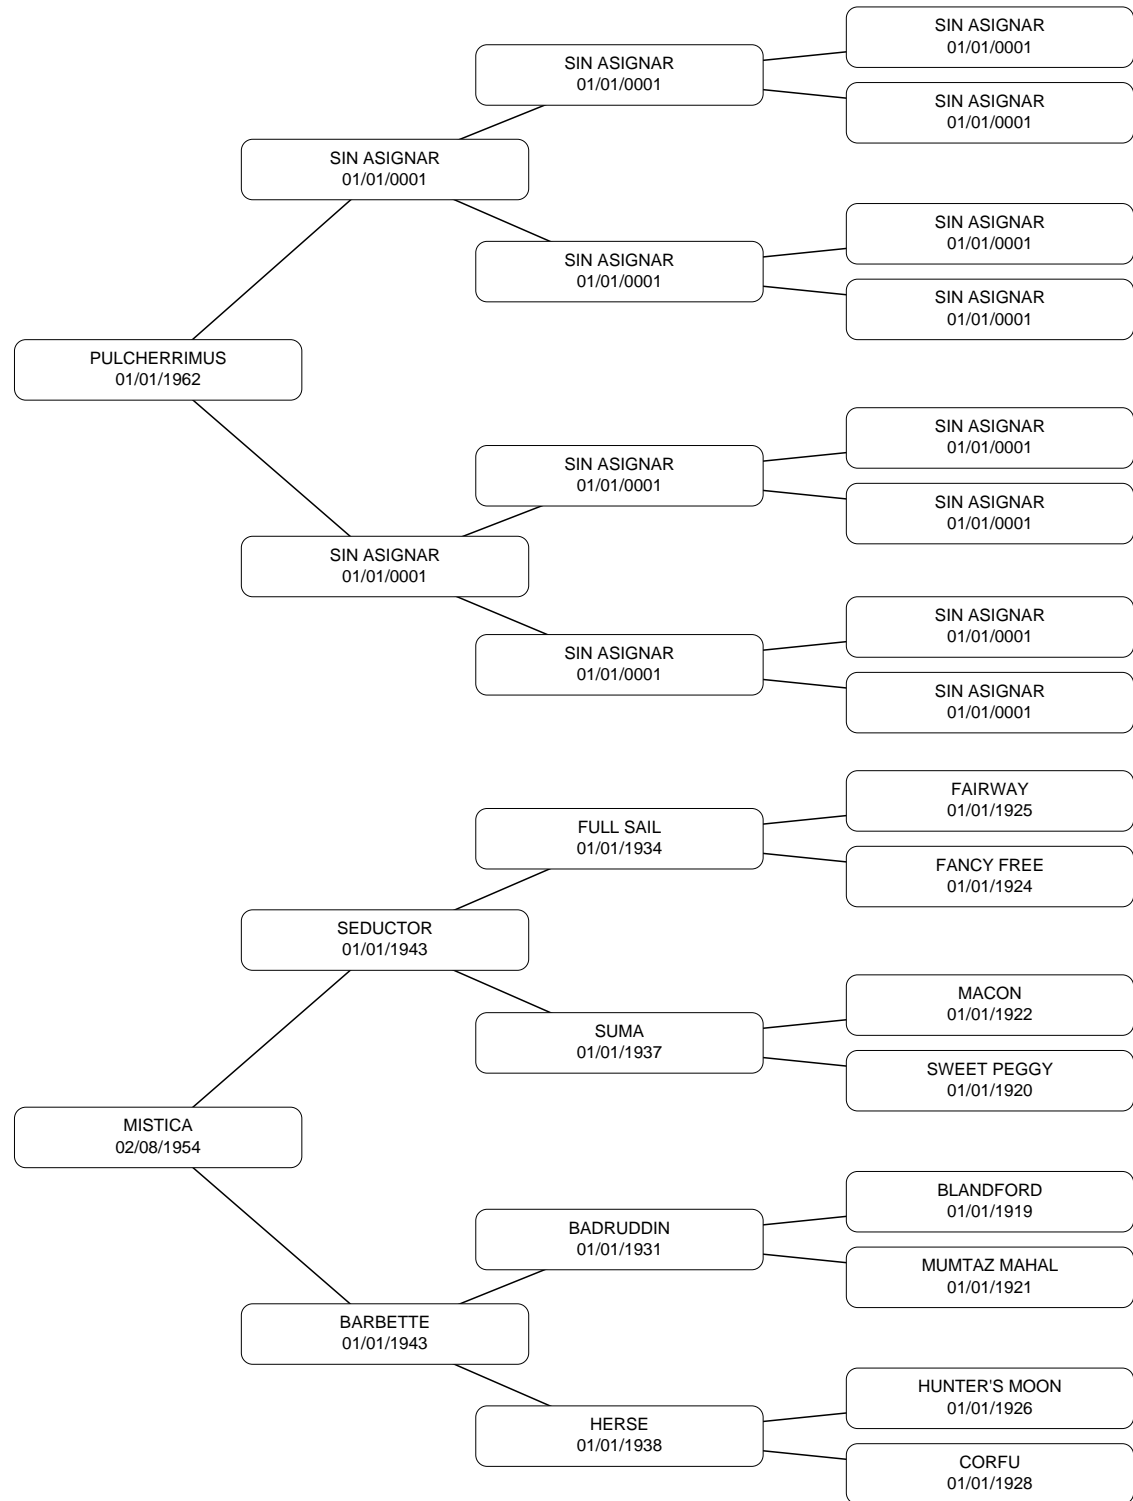 SIN ASIGNAR
01/01/0001
SIN ASIGNAR
01/01/0001
SIN ASIGNAR
01/01/0001
SIN ASIGNAR
01/01/0001
SIN ASIGNAR
01/01/0001
SIN ASIGNAR
01/01/0001
SIN ASIGNAR
01/01/0001
PULCHERRIMUS
01/01/1962
SIN ASIGNAR
01/01/0001
SIN ASIGNAR
01/01/0001
SIN ASIGNAR
01/01/0001
SIN ASIGNAR
01/01/0001
SIN ASIGNAR
01/01/0001
SIN ASIGNAR
01/01/0001
SIN ASIGNAR
01/01/0001
FAIRWAY
01/01/1925
FULL SAIL
01/01/1934
FANCY FREE
01/01/1924
SEDUCTOR
01/01/1943
MACON
01/01/1922
SUMA
01/01/1937
SWEET PEGGY
01/01/1920
MISTICA
02/08/1954
BLANDFORD
01/01/1919
BADRUDDIN
01/01/1931
MUMTAZ MAHAL
01/01/1921
BARBETTE
01/01/1943
HUNTER'S MOON
01/01/1926
HERSE
01/01/1938
CORFU
01/01/1928